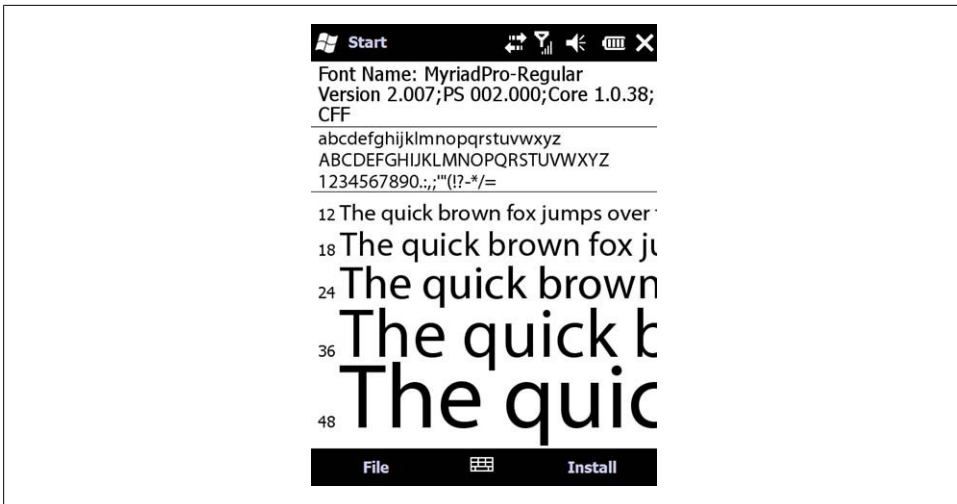 Start
Font Name: MyriadPro-Regular
Version 2.007;PS 002.000;Core 1.0.38;
CFF
abcdefghijklmnopqrstuvwxyz
ABCDEFGHIJKLMNOPQRSTUVWXYZ
1234567890.:,;'"(!?-*/=
12 The quick brown fox jumps over
18 The quick brown fox ju
24 The quick brown
36 The quick b
48 The quic
File Install